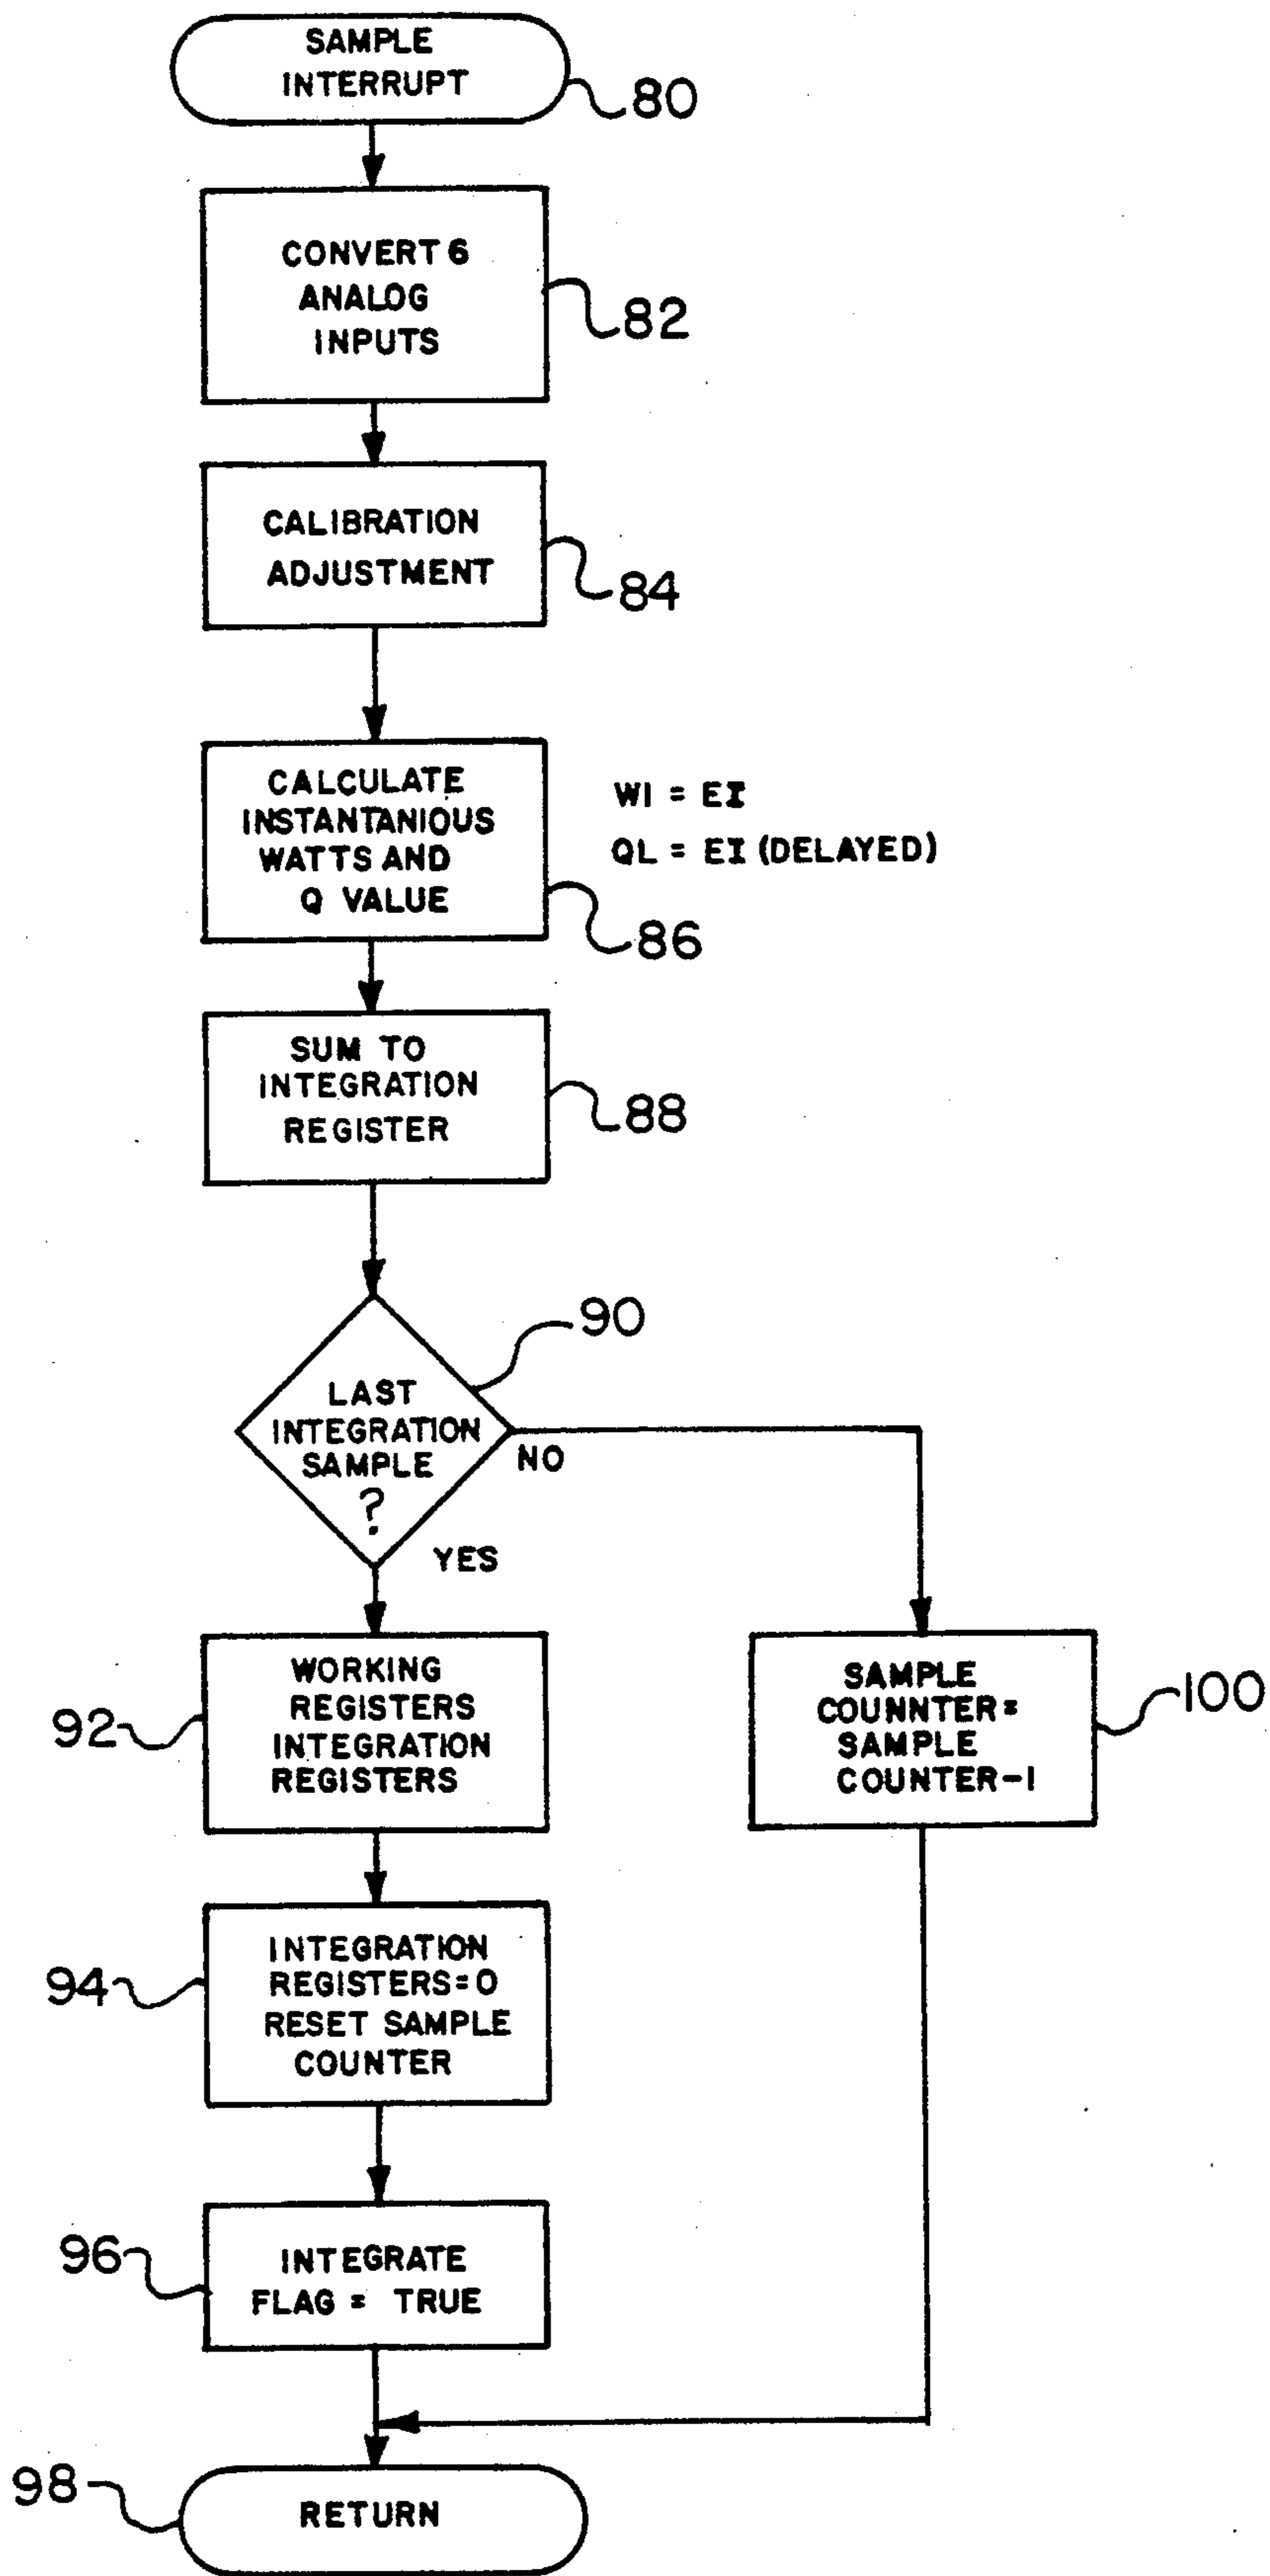 SAMPLE
INTERRUPT
80
CONVERT 6
ANALOG
INPUTS
82
CALIBRATION
ADJUSTMENT
84
CALCULATE
INSTANTANIOUS
WATTS AND
Q VALUE
86
WI = EI
QL = EI (DELAYED)
SUM TO
INTEGRATION
REGISTER
88
90
LAST
INTEGRATION
SAMPLE
?
NO
YES
92
WORKING
REGISTERS
INTEGRATION
REGISTERS
SAMPLE
COUNNTER=
SAMPLE
COUNTER-1
100
94
INTEGRATION
REGISTERS=0
RESET SAMPLE
COUNTER
96
INTEGRATE
FLAG = TRUE
98
RETURN